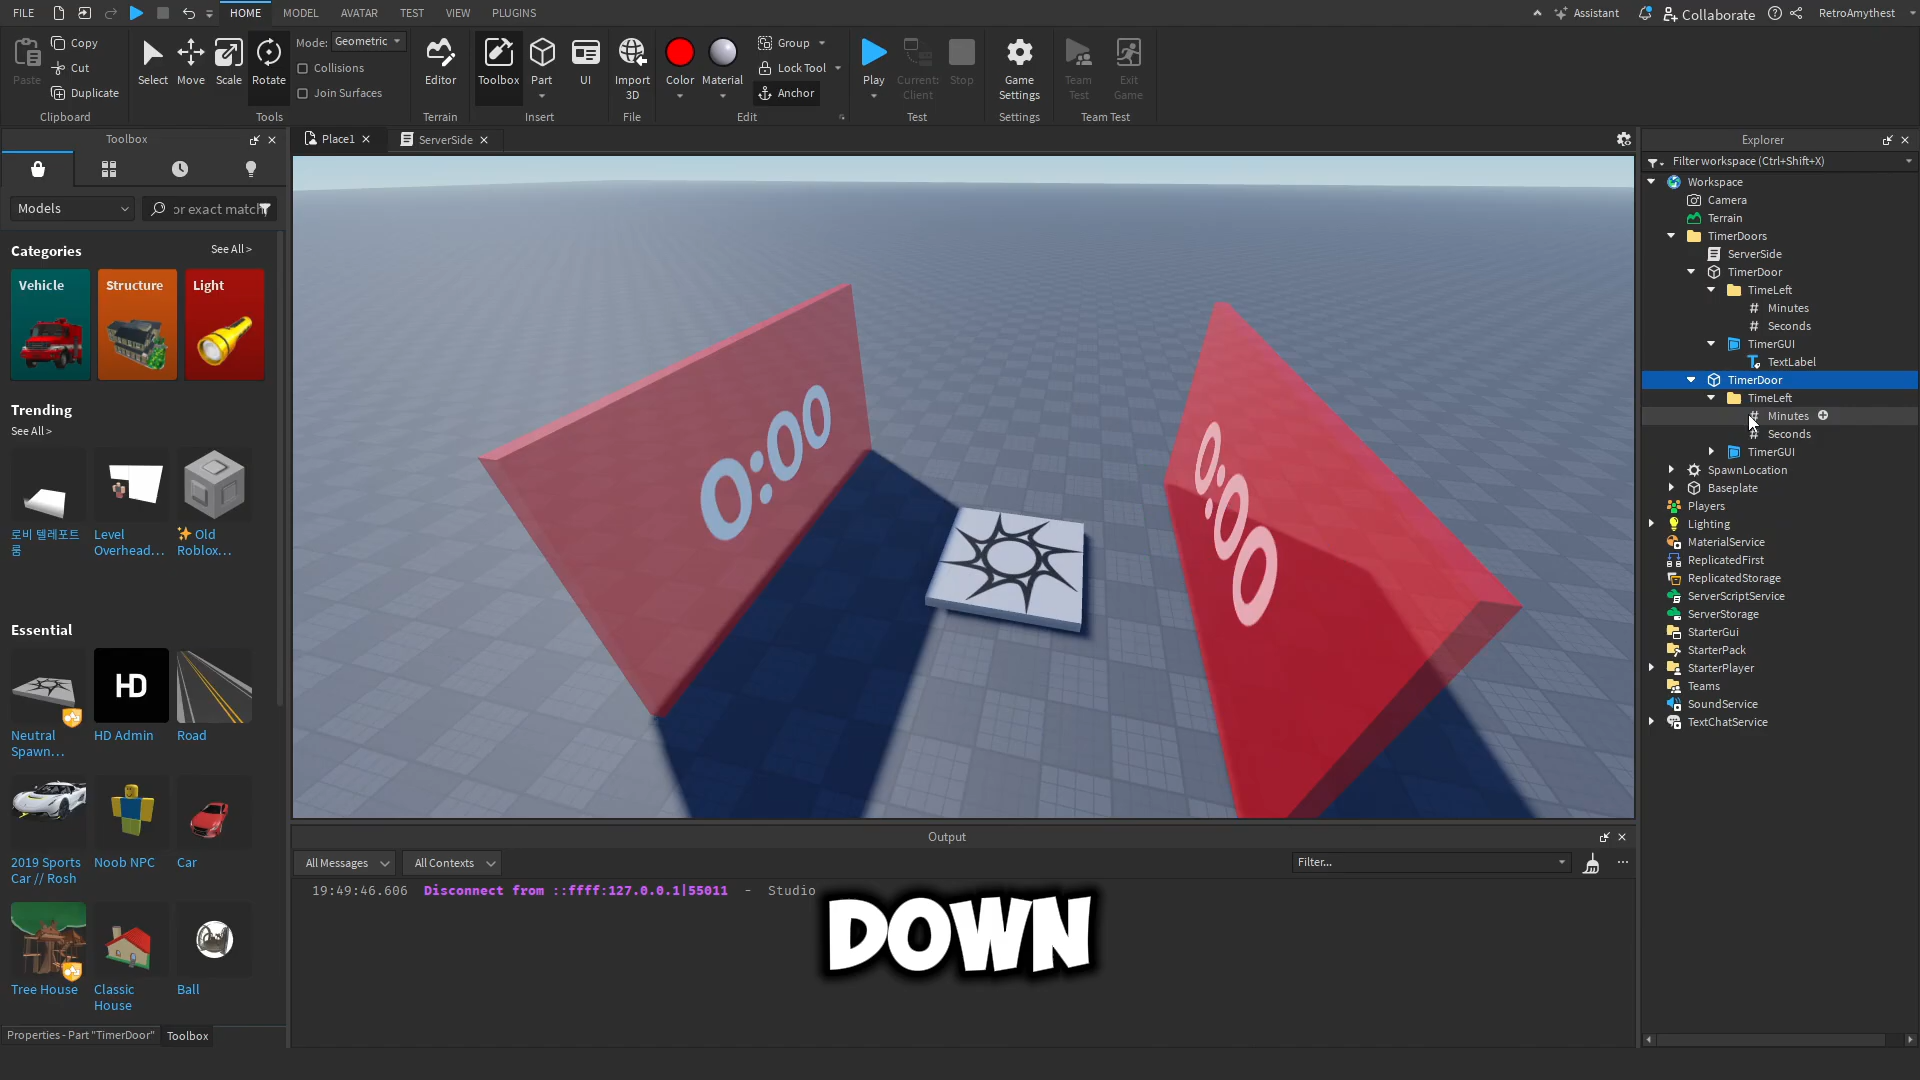 FILE
HOME
MODEL
AVATAR
TEST
VIEW
PLUGINS
Assistant
Collaborate
RetroAmythest
Paste
Copy
Cut
Duplicate
Clipboard
Select
Move
Scale
Rotate
Mode: Geometric
Collisions
Join Surfaces
Tools
Editor
Terrain
Toolbox
Part
UI
Insert
Import
3D
File
Color
Material
Group
Lock Tool
Anchor
Edit
Play
Current:
Client
Stop
Test
Game
Settings
Settings
Team
Test
Exit
Game
Team Test
Toolbox
Models
or exact match
Categories
See All >
Vehicle
Structure
Light
Trending
See All >
로비 텔레포트
룸
Level
Overhead...
✨ Old
Roblox...
Essential
HD
Neutral
Spawn...
HD Admin
Road
2019 Sports
Car // Rosh
Noob NPC
Car
Tree House
Classic
House
Ball
Properties - Part "TimerDoor"
Toolbox
Place1
ServerSide
0:00
0:00
Output
All Messages
All Contexts
Filter...
19:49:46.606 Disconnect from ::ffff:127.0.0.1|55011 - Studio
DOWN
Explorer
Filter workspace (Ctrl+Shift+X)
Workspace
Camera
Terrain
TimerDoors
ServerSide
TimerDoor
TimeLeft
Minutes
Seconds
TimerGUI
TextLabel
TimerDoor
TimeLeft
Minutes
Seconds
TimerGUI
SpawnLocation
Baseplate
Players
Lighting
MaterialService
ReplicatedFirst
ReplicatedStorage
ServerScriptService
ServerStorage
StarterGui
StarterPack
StarterPlayer
Teams
SoundService
TextChatService